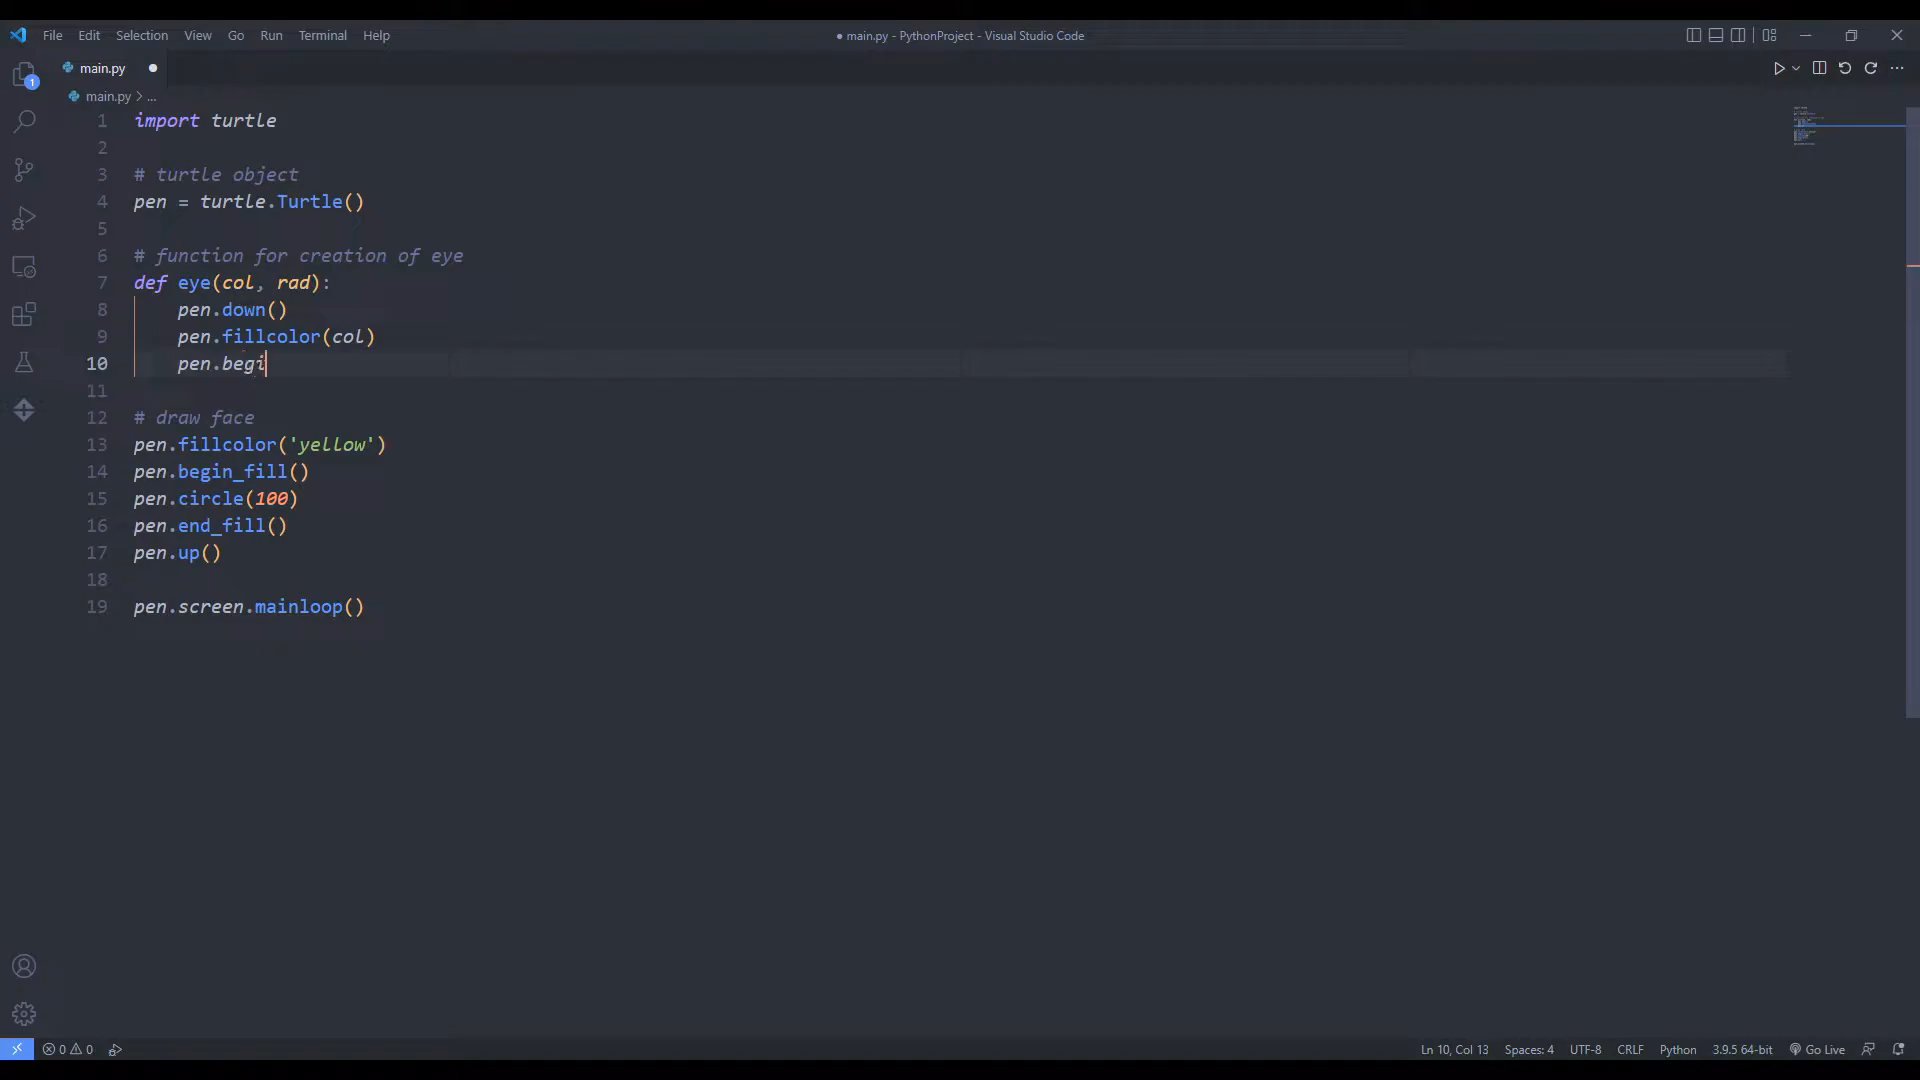 File Edit Selection View Go Run Terminal Help
● main.py - PythonProject - Visual Studio Code
main.py ●
main.py > ...
1
1 import turtle
2
3 # turtle object
4 pen = turtle.Turtle()
5
6 # function for creation of eye
7 def eye(col, rad):
8     pen.down()
9     pen.fillcolor(col)
10     pen.begi
11
12 # draw face
13 pen.fillcolor('yellow')
14 pen.begin_fill()
15 pen.circle(100)
16 pen.end_fill()
17 pen.up()
18
19 pen.screen.mainloop()
0 0 Ln 10, Col 13 Spaces: 4 UTF-8 CRLF Python 3.9.5 64-bit Go Live